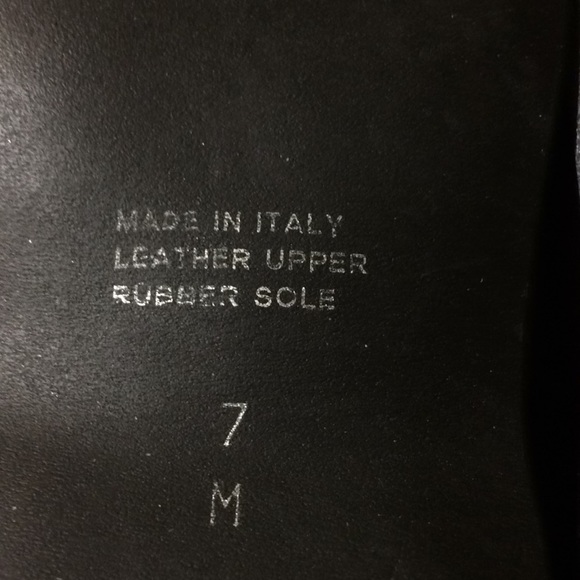 MADE IN ITALY
LEATHER UPPER
RUBBER SOLE
7
M